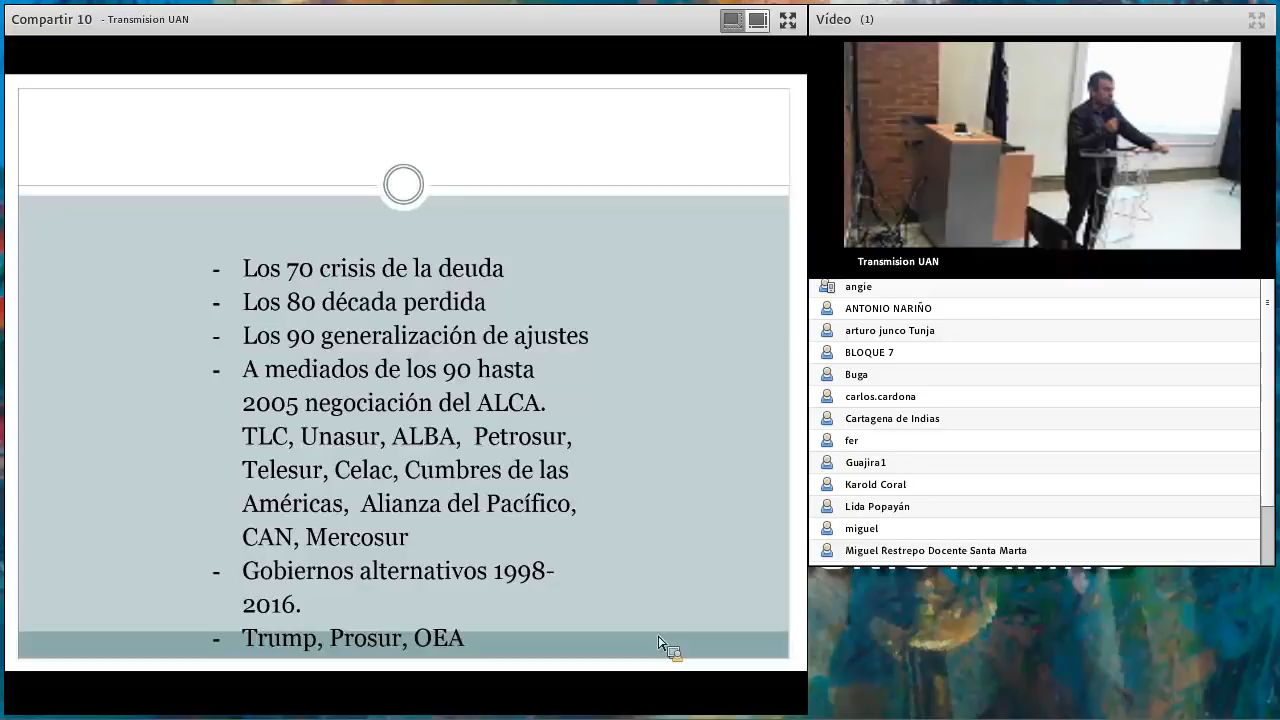 Compartir 10 - Transmision UAN
- Los 70 crisis de la deuda
- Los 80 década perdida
- Los 90 generalización de ajustes
- A mediados de los 90 hasta
2005 negociación del ALCA.
TLC, Unasur, ALBA, Petrosur,
Telesur, Celac, Cumbres de las
Américas, Alianza del Pacífico,
CAN, Mercosur
- Gobiernos alternativos 1998-
2016.
- Trump, Prosur, OEA
Vídeo (1)
Transmision UAN
angie
ANTONIO NARIÑO
arturo junco Tunja
BLOQUE 7
Buga
carlos.cardona
Cartagena de Indias
fer
Guajira1
Karold Coral
Lida Popayán
miguel
Miguel Restrepo Docente Santa Marta